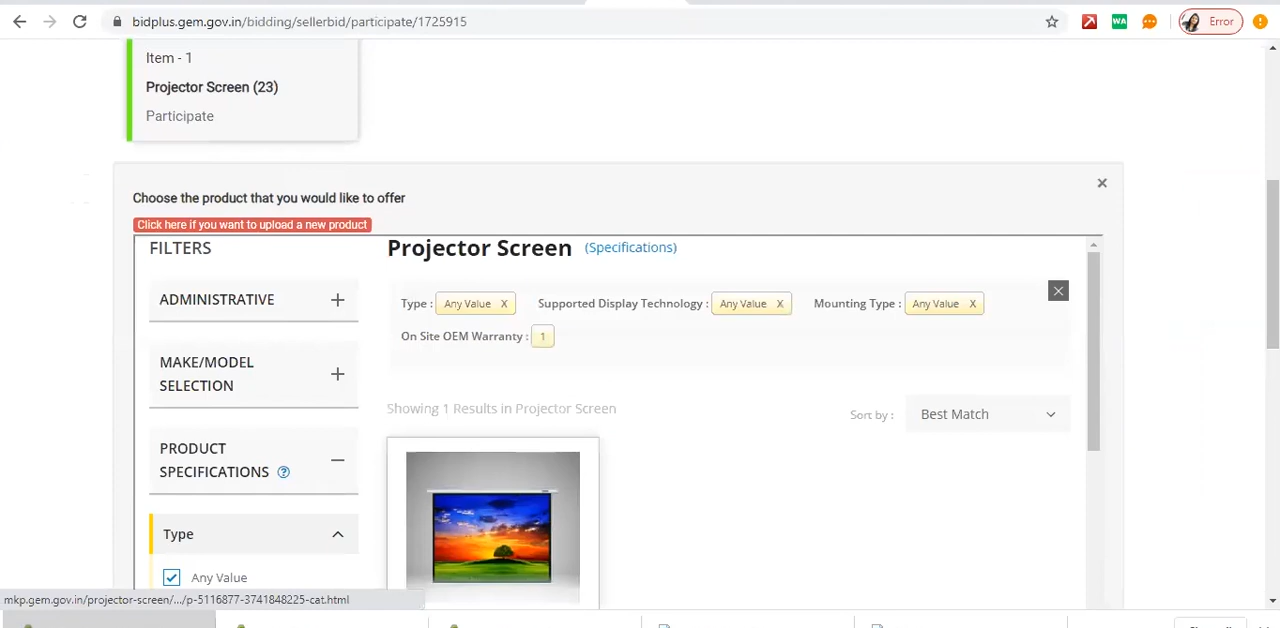 bidplus.gem.gov.in/bidding/sellerbid/participate/1725915
WA
Error
Item - 1
Projector Screen (23)
Participate
Choose the product that you would like to offer
Click here if you want to upload a new product
FILTERS
Projector Screen (Specifications)
ADMINISTRATIVE
Type : Any Value X Supported Display Technology : Any Value X Mounting Type : Any Value X
On Site OEM Warranty : 1
MAKE/MODEL
SELECTION
Showing 1 Results in Projector Screen
Sort by : Best Match
PRODUCT
SPECIFICATIONS
Type
Any Value
mkp.gem.gov.in/projector-screen/.../p-5116877-3741848225-cat.html